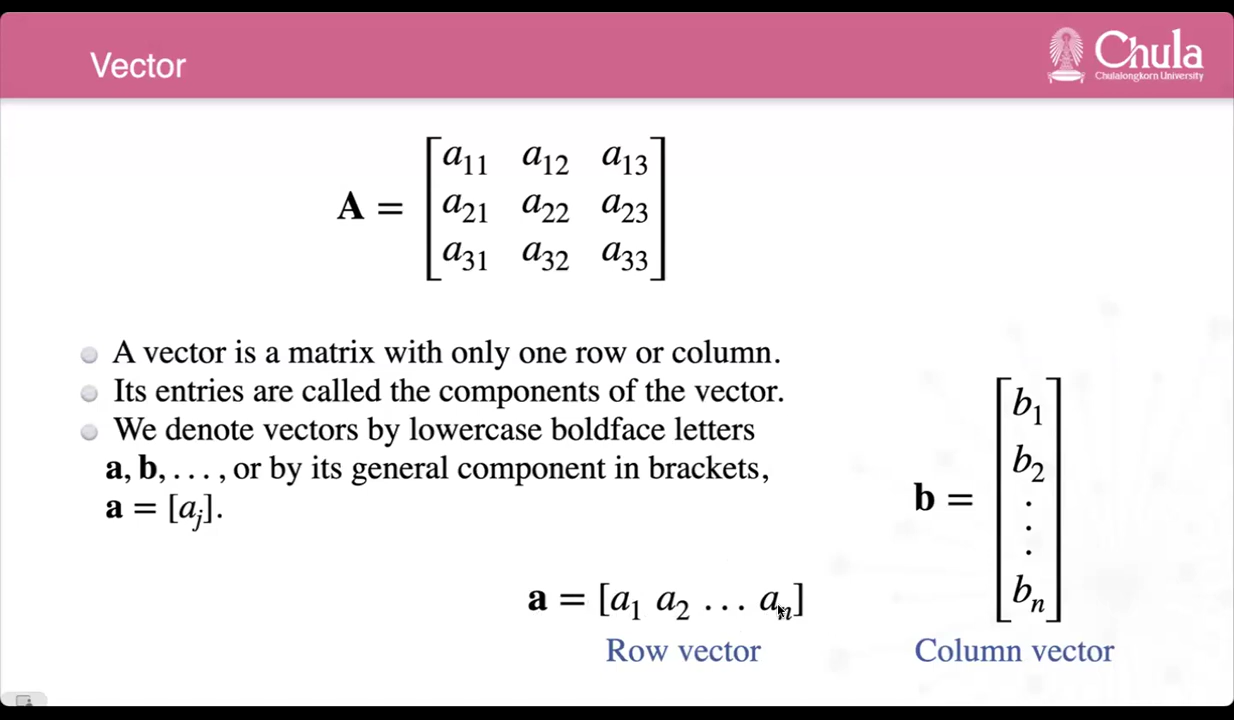 Vector
Chula
Chulalongkorn University
a₁₁ a₁₂ a₁₃
A = a₂₁ a₂₂ a₂₃
a₃₁ a₃₂ a₃₃
A vector is a matrix with only one row or column.
Its entries are called the components of the vector.
We denote vectors by lowercase boldface letters
a, b, . . . , or by its general component in brackets,
a = [aⱼ].
a = [a₁ a₂ . . . aₙ]
Row vector
b₁
b₂
b =
.
.
.
bₙ
Column vector